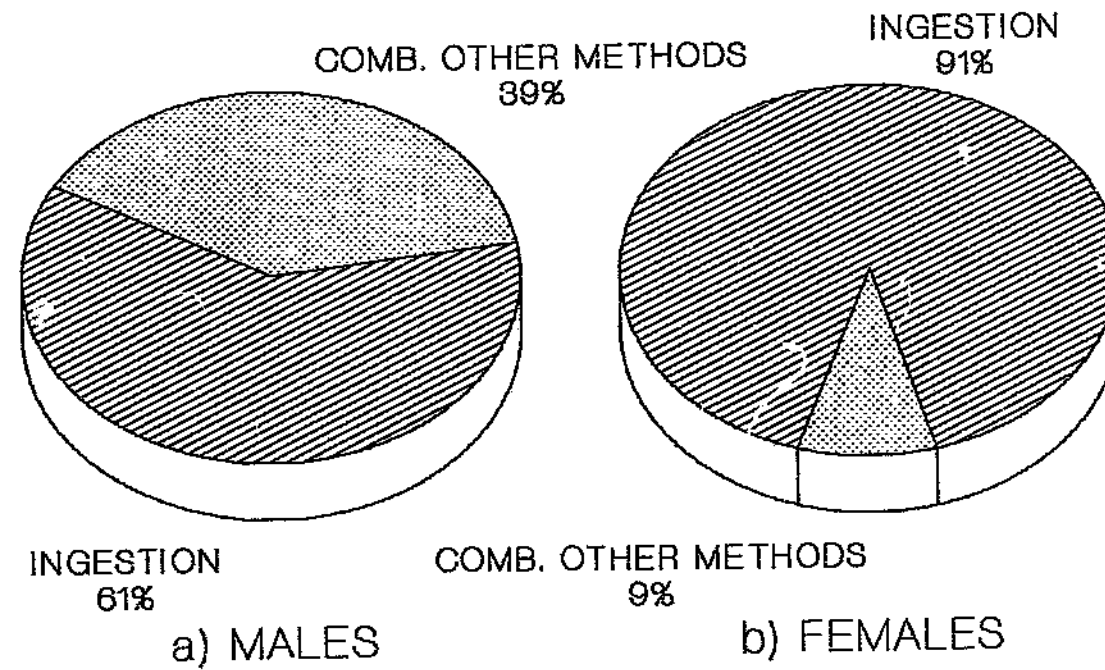 COMB. OTHER METHODS
39%
INGESTION
91%
INGESTION
61%
COMB. OTHER METHODS
9%
a) MALES
b) FEMALES